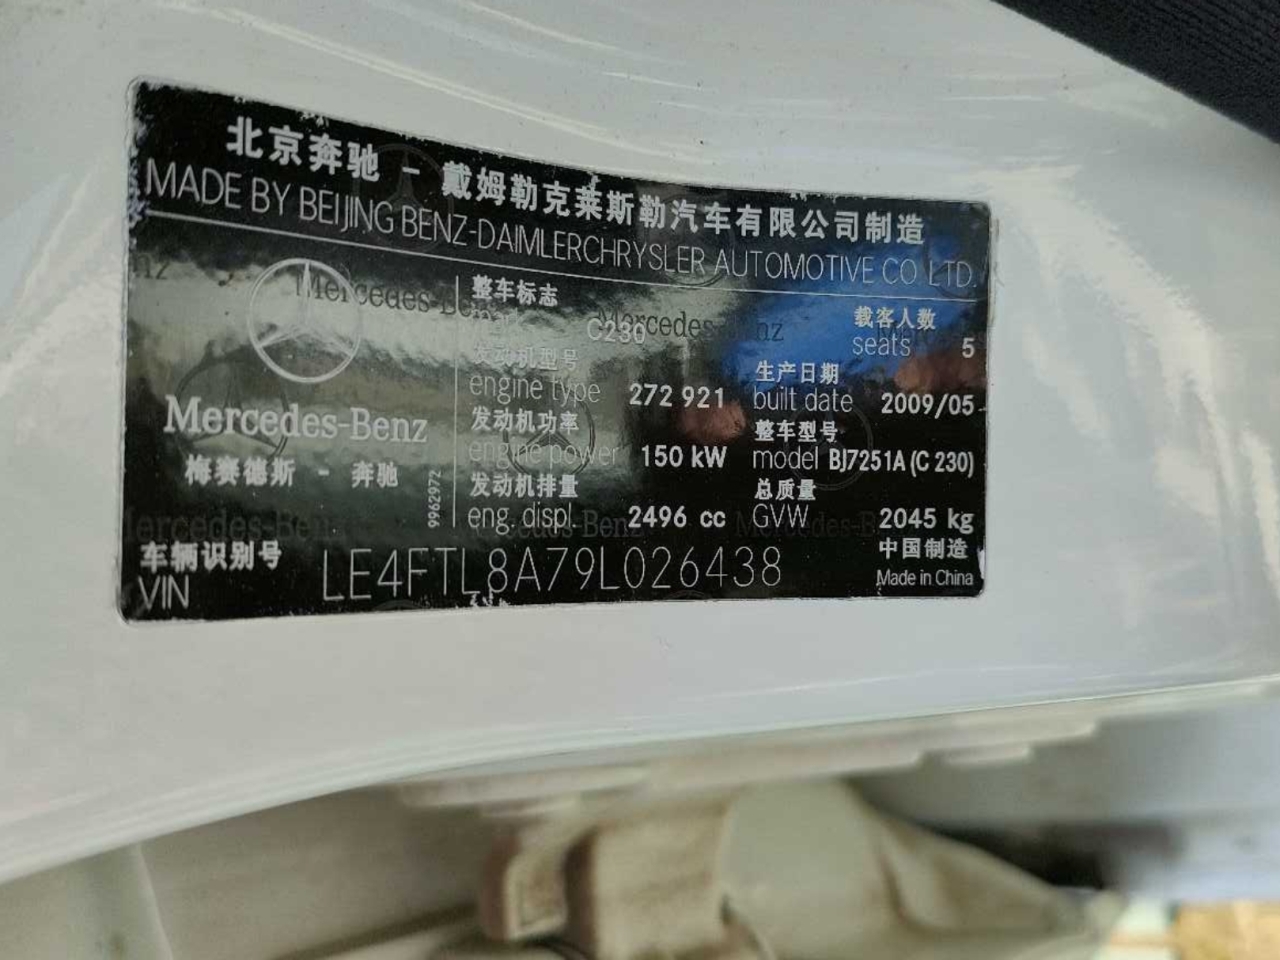 北京奔驰 - 戴姆勒克莱斯勒汽车有限公司制造
MADE BY BEIJING BENZ-DAIMLERCHRYSLER AUTOMOTIVE CO. LTD.
Mercedes-Benz
梅赛德斯 - 奔驰
9962972
整车标志
C230
载客人数
seats 5
发动机型号
engine type 272 921
生产日期
built date 2009/05
发动机功率
engine power 150 kW
整车型号
model BJ7251A (C 230)
发动机排量
eng. displ. 2496 cc
总质量
GVW 2045 kg
车辆识别号
VIN LE4FTL8A79L026438
中国制造
Made in China